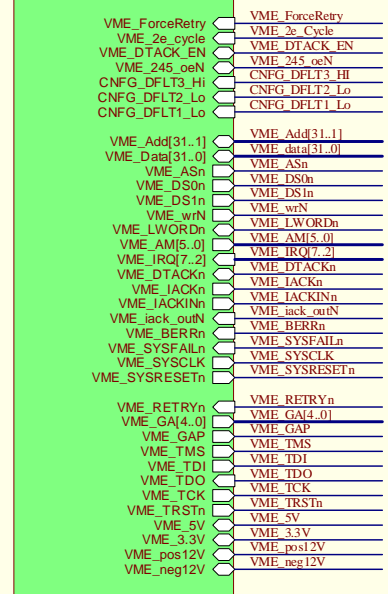 VME_ForceRetry VME_ForceRetry
VME_2e_cycle VME_2e_Cycle
VME_DTACK_EN VME_DTACK_EN
VME_245_oeN VME_245_oeN
CNFG_DFLT3_Hi CNFG_DFLT3_HI
CNFG_DFLT2_Lo CNFG_DFLT2_Lo
CNFG_DFLT1_Lo CNFG_DFLT1_Lo
VME_Add[31..1] VME_Add[31..1]
VME_Data[31..0] VME_data[31..0]
VME_ASn VME_ASn
VME_DS0n VME_DS0n
VME_DS1n VME_DS1n
VME_wrN VME_wrN
VME_LWORDn VME_LWORDn
VME_AM[5..0] VME_AM[5..0]
VME_IRQ[7..2] VME_IRQ[7..2]
VME_DTACKn VME_DTACKn
VME_IACKn VME_IACKn
VME_IACKINn VME_IACKINn
VME_iack_outN VME_iack_outN
VME_BERRn VME_BERRn
VME_SYSFAILn VME_SYSFAILn
VME_SYSCLK VME_SYSCLK
VME_SYSRESETn VME_SYSRESETn
VME_RETRYn VME_RETRYn
VME_GA[4..0] VME_GA[4..0]
VME_GAP VME_GAP
VME_TMS VME_TMS
VME_TDI VME_TDI
VME_TDO VME_TDO
VME_TCK VME_TCK
VME_TRSTn VME_TRSTn
VME_5V VME_5V
VME_3.3V VME_3.3V
VME_pos12V VME_pos12V
VME_neg12V VME_neg12V